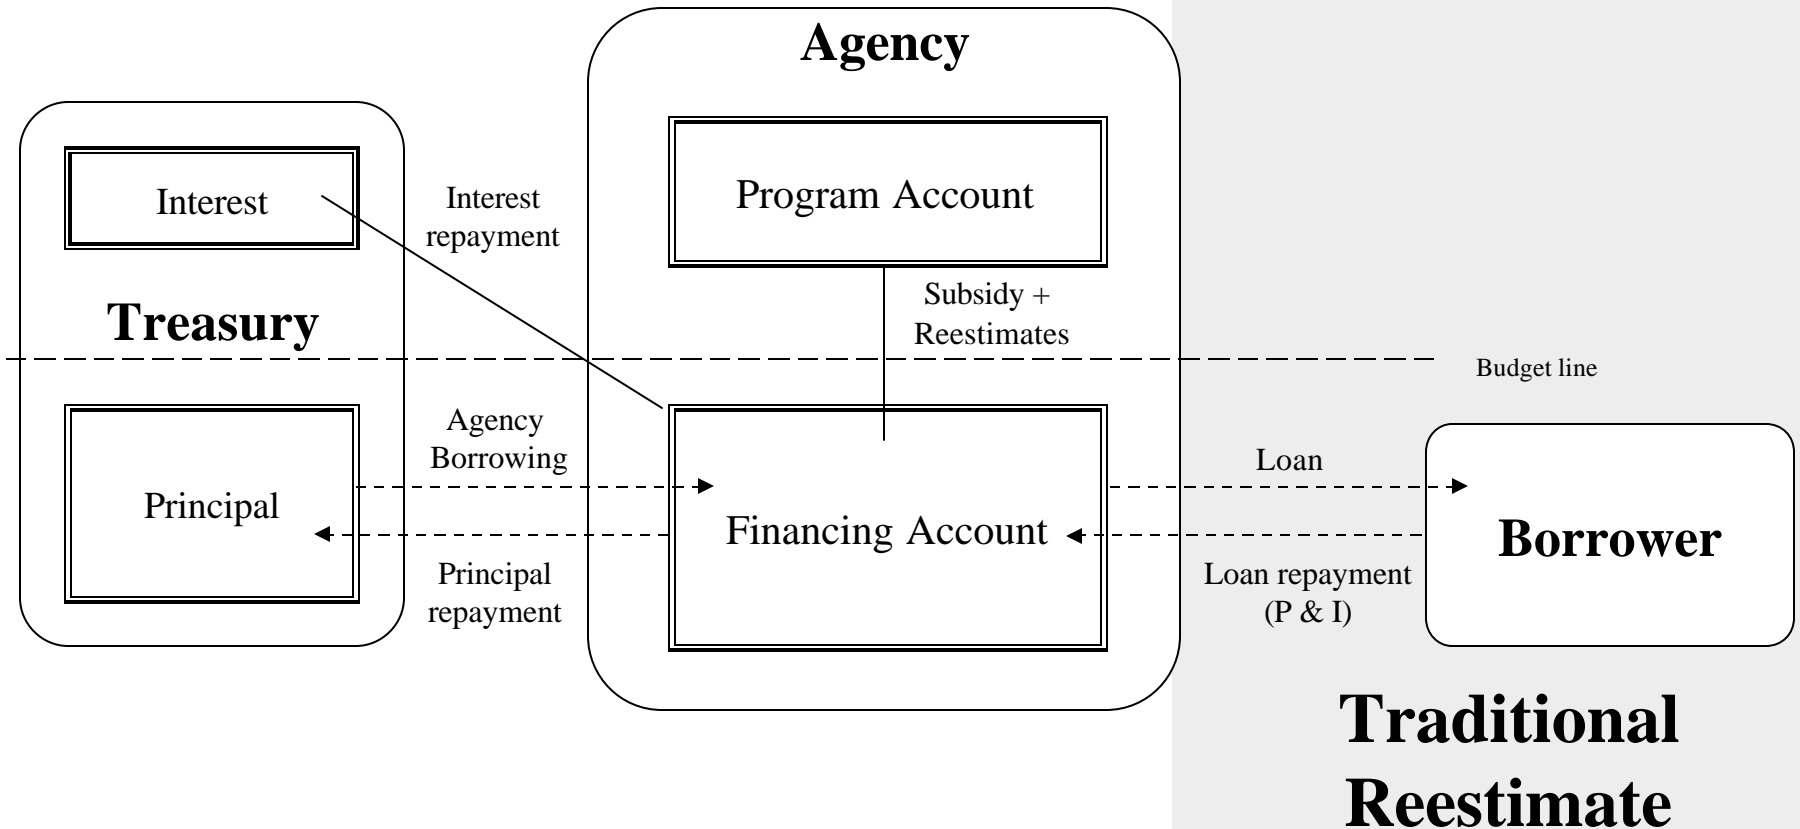 Agency
Interest
Treasury
Principal
Interest
repayment
Agency
Borrowing
Principal
repayment
Program Account
Subsidy +
Reestimates
Financing Account
Budget line
Loan
Loan repayment
(P & I)
Borrower
Traditional
Reestimate